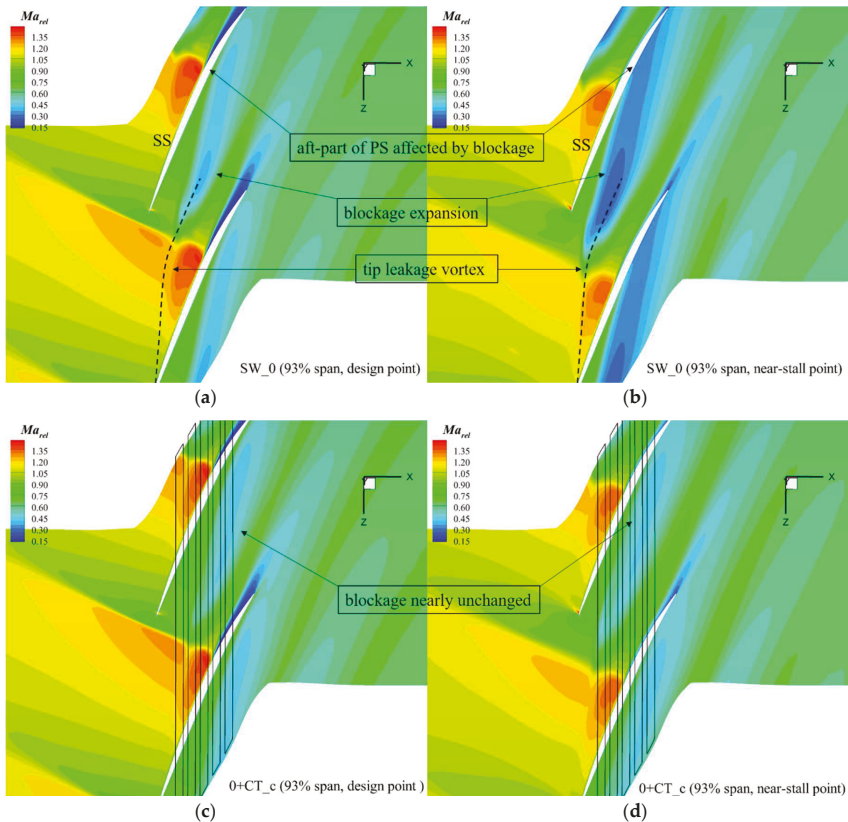 Ma_rel
1.35
1.20
1.05
0.90
0.75
0.60
0.45
0.30
0.15
SS
X
Z
SW_0 (93% span, design point)
(a)
Ma_rel
1.35
1.20
1.05
0.90
0.75
0.60
0.45
0.30
0.15
SS
X
Z
SW_0 (93% span, near-stall point)
(b)
aft-part of PS affected by blockage
blockage expansion
tip leakage vortex
Ma_rel
1.35
1.20
1.05
0.90
0.75
0.60
0.45
0.30
0.15
X
Z
0+CT_c (93% span, design point )
(c)
Ma_rel
1.35
1.20
1.05
0.90
0.75
0.60
0.45
0.30
0.15
X
Z
0+CT_c (93% span, near-stall point)
(d)
blockage nearly unchanged